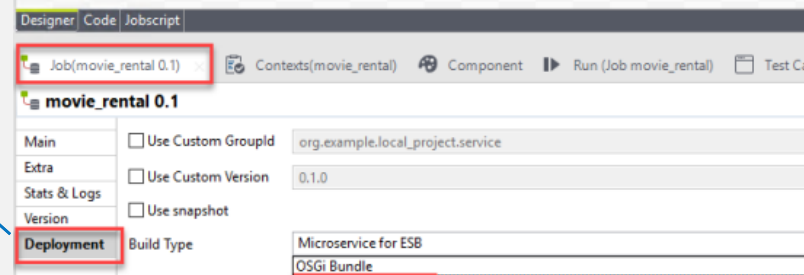 Designer Code Jobscript
Job(movie_rental 0.1) Contexts(movie_rental) Component Run (Job movie_rental) Test Ca
movie_rental 0.1
Main Use Custom GroupId org.example.local_project.service
Extra
Use Custom Version 0.1.0
Stats & Logs
Use snapshot
Version
Deployment Build Type Microservice for ESB
OSGi Bundle